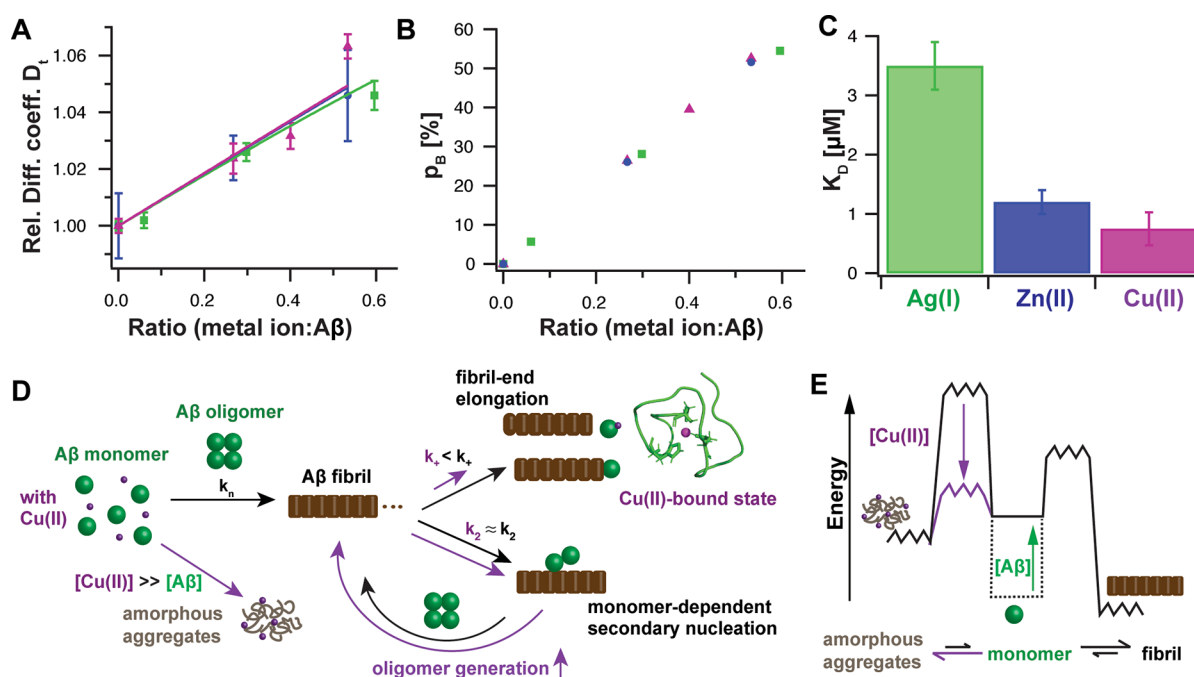 A
Rel. Diff. coeff. Dₜ
1.06
1.04
1.02
1.00
0.0
0.2
0.4
0.6
Ratio (metal ion:Aβ)
B
p_B [%]
60
50
40
30
20
10
0
0.0
0.2
0.4
0.6
Ratio (metal ion:Aβ)
C
K_D [µM]
4
3
2
1
0
Ag(I)
Zn(II)
Cu(II)
D
Aβ oligomer
Aβ monomer
with
Cu(II)
kₙ
Aβ fibril
[Cu(II)] >> [Aβ]
amorphous
aggregates
fibril-end
elongation
k₊ < k₊
Cu(II)-bound state
k₂ ≈ k₂
monomer-dependent
secondary nucleation
oligomer generation
E
Energy
[Cu(II)]
[Aβ]
amorphous
aggregates
monomer
fibril